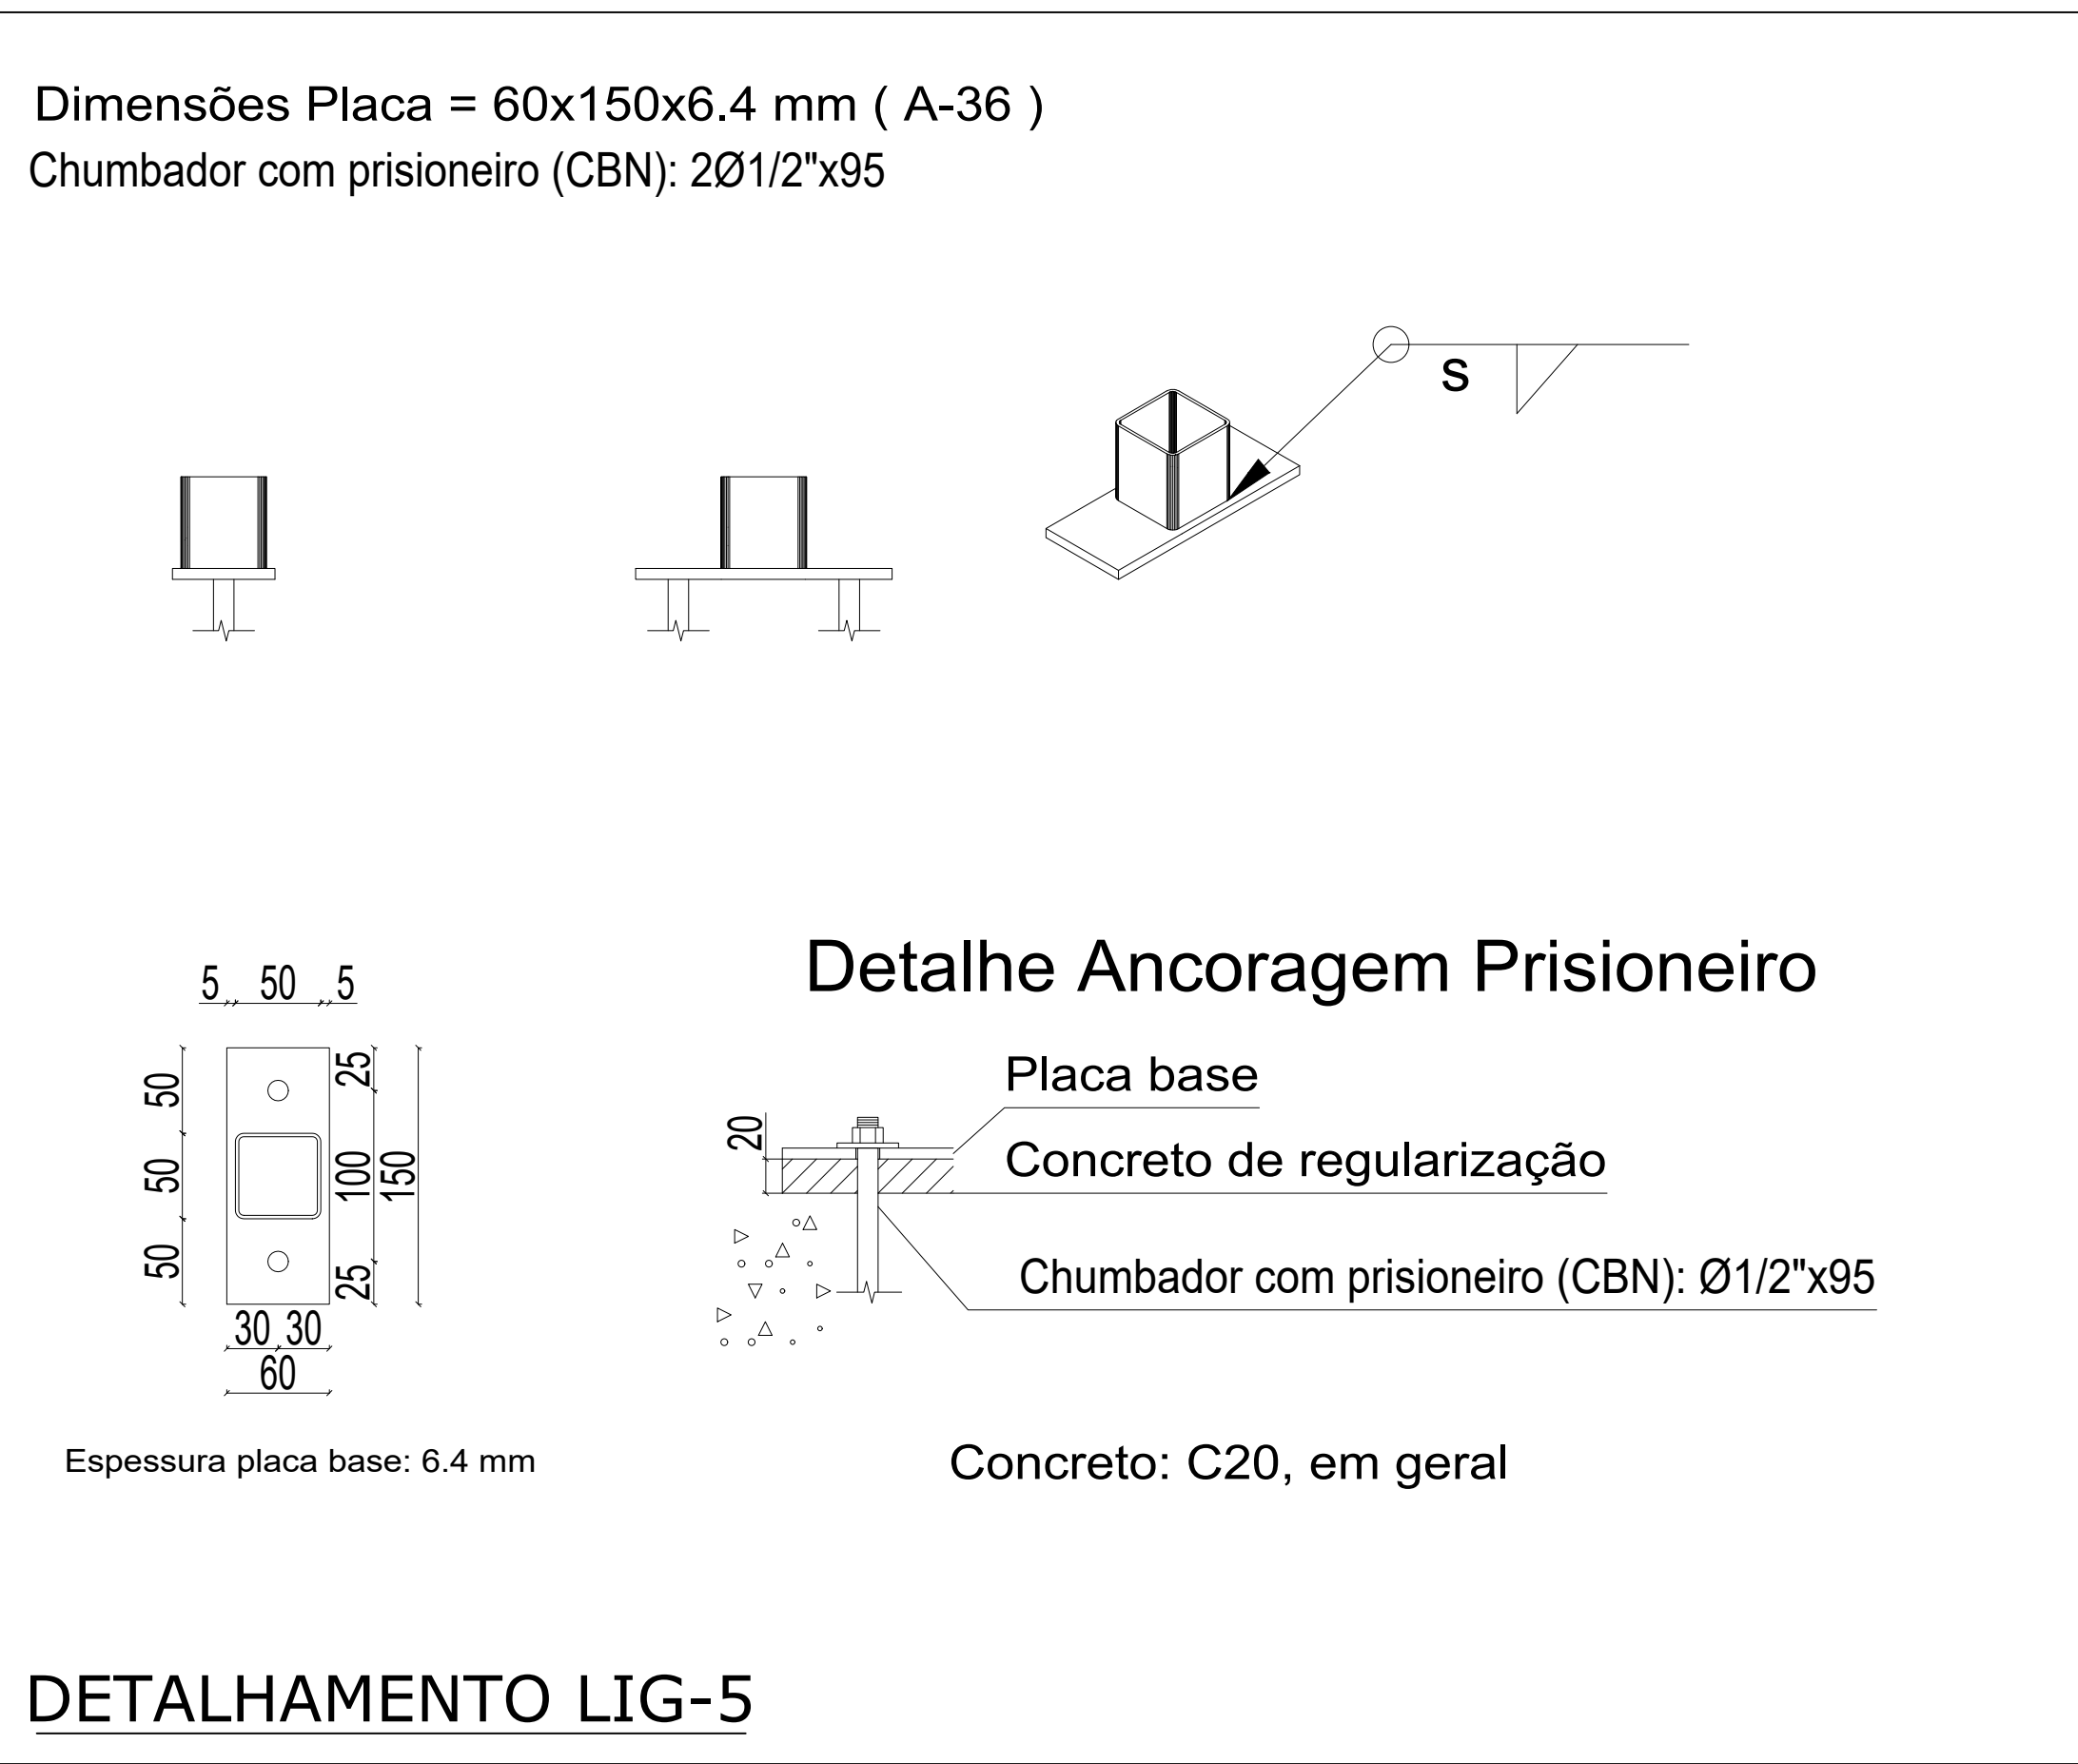 Dimensões Placa = 60x150x6.4 mm ( A-36 )
Chumbador com prisioneiro (CBN): 2Ø1/2"x95
S
5 50 5
50
50
50
25
100
25
150
30 30
60
Espessura placa base: 6.4 mm
Detalhe Ancoragem Prisioneiro
20
Placa base
Concreto de regularização
Chumbador com prisioneiro (CBN): Ø1/2"x95
Concreto: C20, em geral
DETALHAMENTO LIG-5